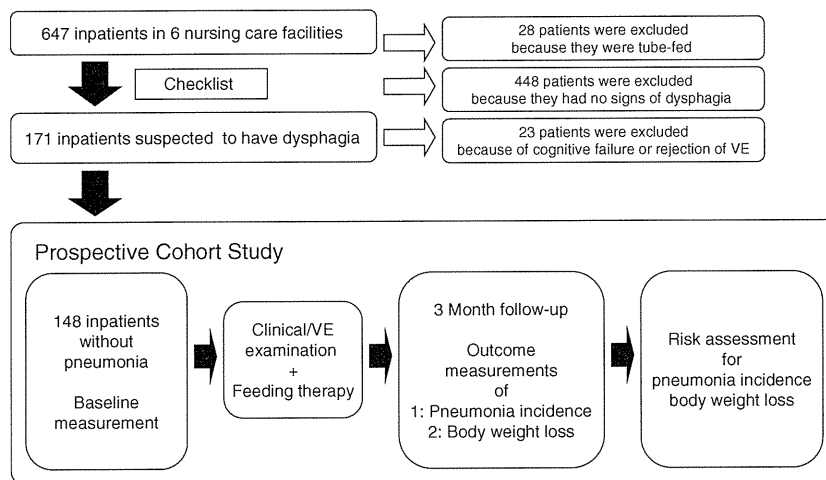 647 inpatients in 6 nursing care facilities
28 patients were excluded
because they were tube-fed
Checklist
448 patients were excluded
because they had no signs of dysphagia
171 inpatients suspected to have dysphagia
23 patients were excluded
because of cognitive failure or rejection of VE
Prospective Cohort Study
148 inpatients
without
pneumonia
Baseline
measurement
Clinical/VE
examination
+
Feeding therapy
3 Month follow-up
Outcome
measurements
of
1: Pneumonia incidence
2: Body weight loss
Risk assessment
for
pneumonia incidence
body weight loss